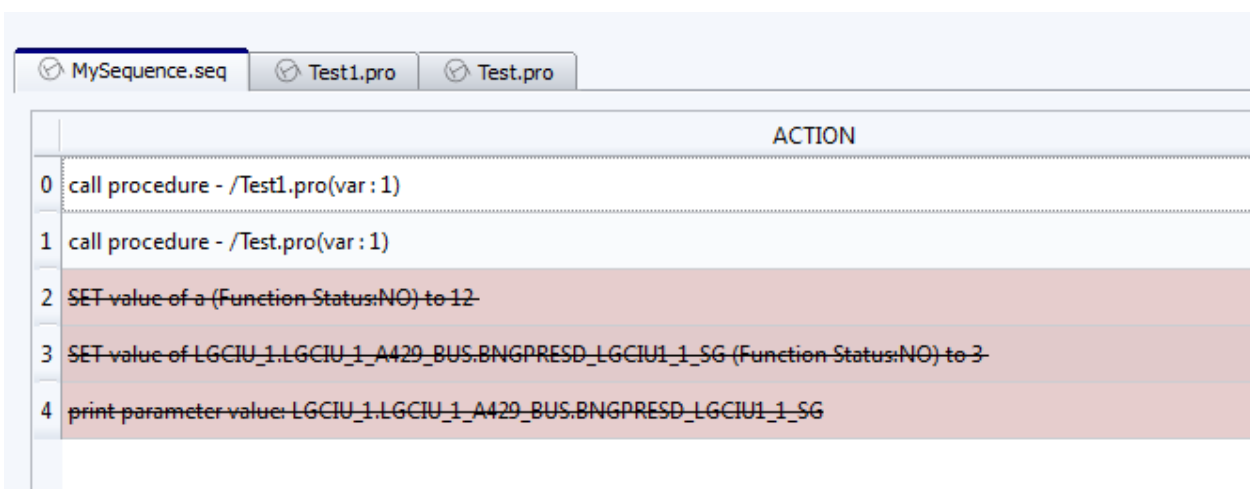 MySequence.seq Test1.pro Test.pro
ACTION
0 call procedure - /Test1.pro(var : 1)
1 call procedure - /Test.pro(var : 1)
2 SET value of a (Function Status:NO) to 12
3 SET value of LGCIU_1.LGCIU_1_A429_BUS.BNGPRESD_LGCIU1_1_SG (Function Status:NO) to 3
4 print parameter value: LGCIU_1.LGCIU_1_A429_BUS.BNGPRESD_LGCIU1_1_SG